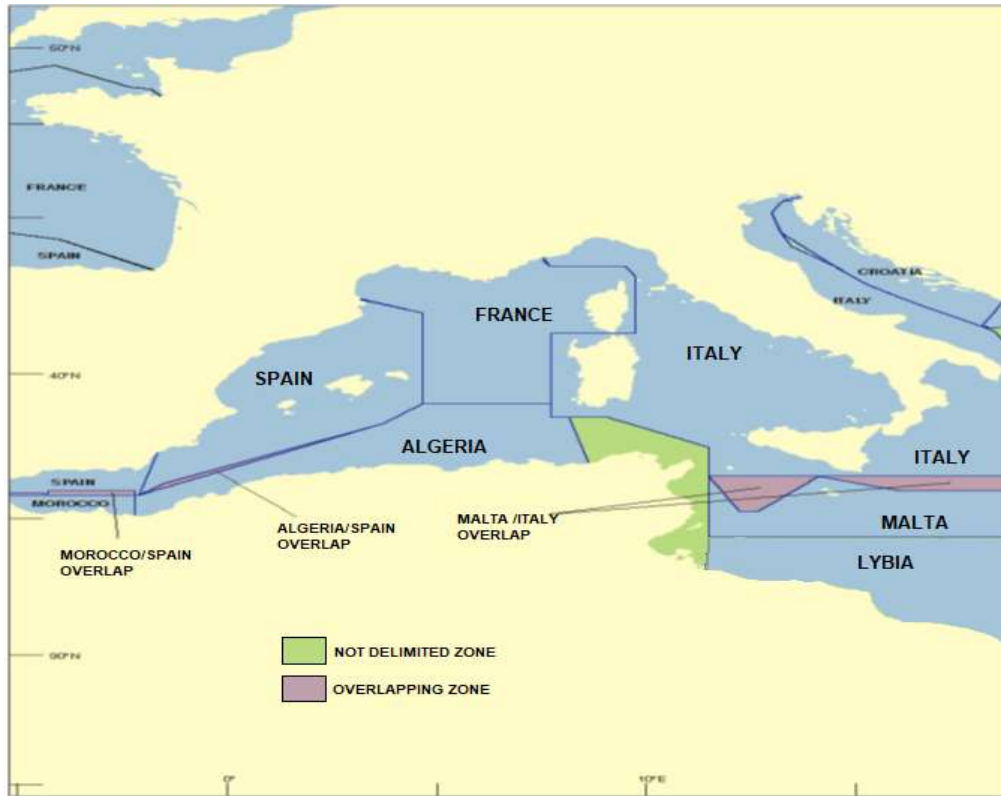 50°N
FRANCE
SPAIN
CROATIA
ITALY
FRANCE
ITALY
40°N
SPAIN
ALGERIA
ITALY
SPAIN
MOROCCO
MALTA /ITALY
OVERLAP
MALTA
ALGERIA/SPAIN
OVERLAP
MOROCCO/SPAIN
OVERLAP
LYBIA
NOT DELIMITED ZONE
30°N
OVERLAPPING ZONE
0°
10°E